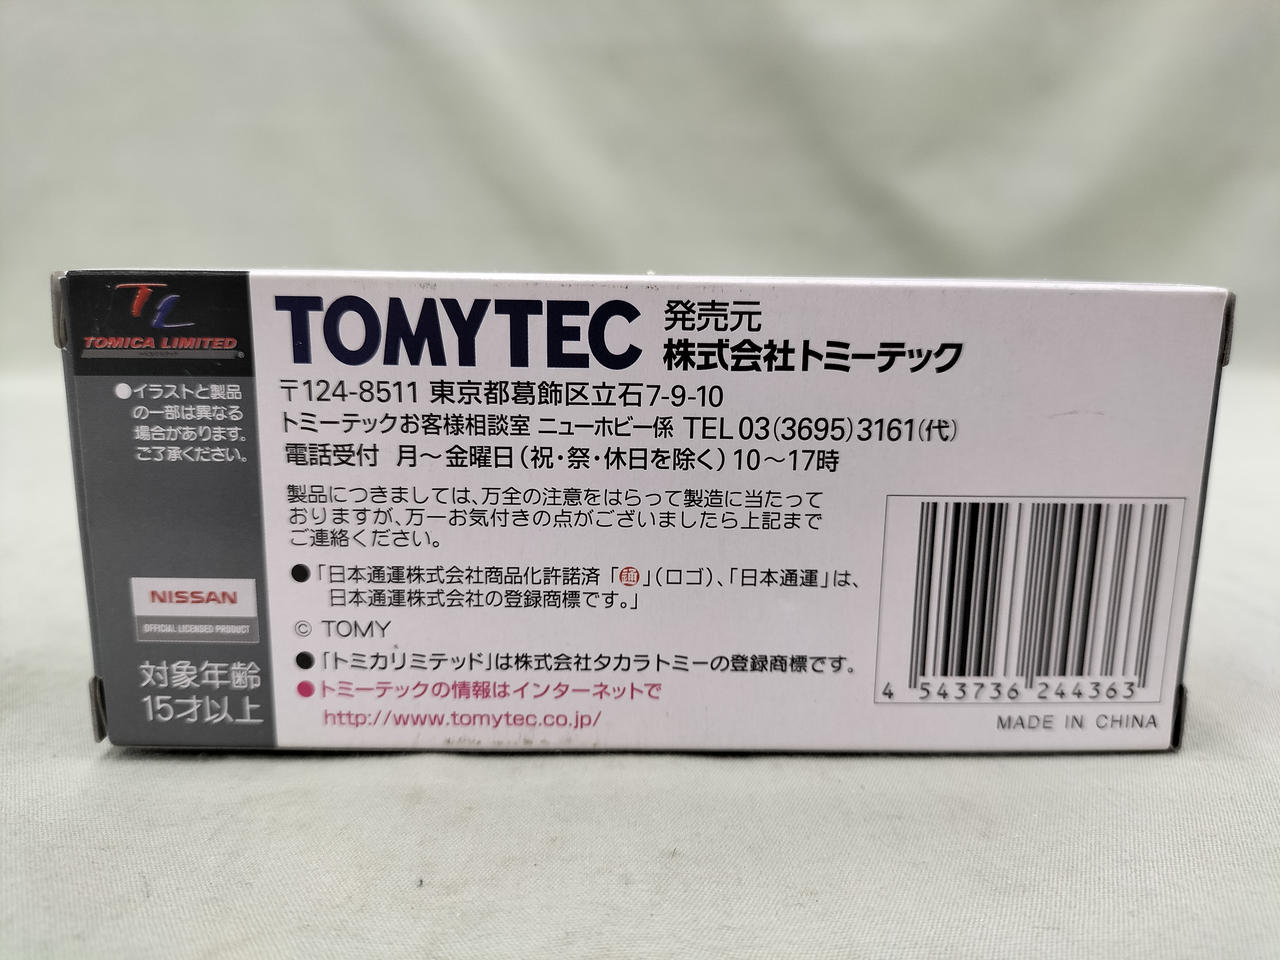 TL
TOMICA LIMITED
●イラストと製品
の一部は異なる
場合があります。
ご了承ください。
NISSAN
OFFICIAL LICENSED PRODUCT
対象年齢
15才以上
TOMYTEC 発売元
株式会社トミーテック
〒124-8511 東京都葛飾区立石7-9-10
トミーテックお客様相談室 ニューホビー係 TEL 03(3695)3161(代)
電話受付 月〜金曜日(祝・祭・休日を除く)10〜17時
製品につきましては、万全の注意をはらって製造に当たって
おりますが、万一お気付きの点がございましたら上記まで
ご連絡ください。
●「日本通運株式会社商品化許諾済「通」(ロゴ)、「日本通運」は、
日本通運株式会社の登録商標です。」
© TOMY
●「トミカリミテッド」は株式会社タカラトミーの登録商標です。
●トミーテックの情報はインターネットで
http://www.tomytec.co.jp/
4 543736 244363
MADE IN CHINA